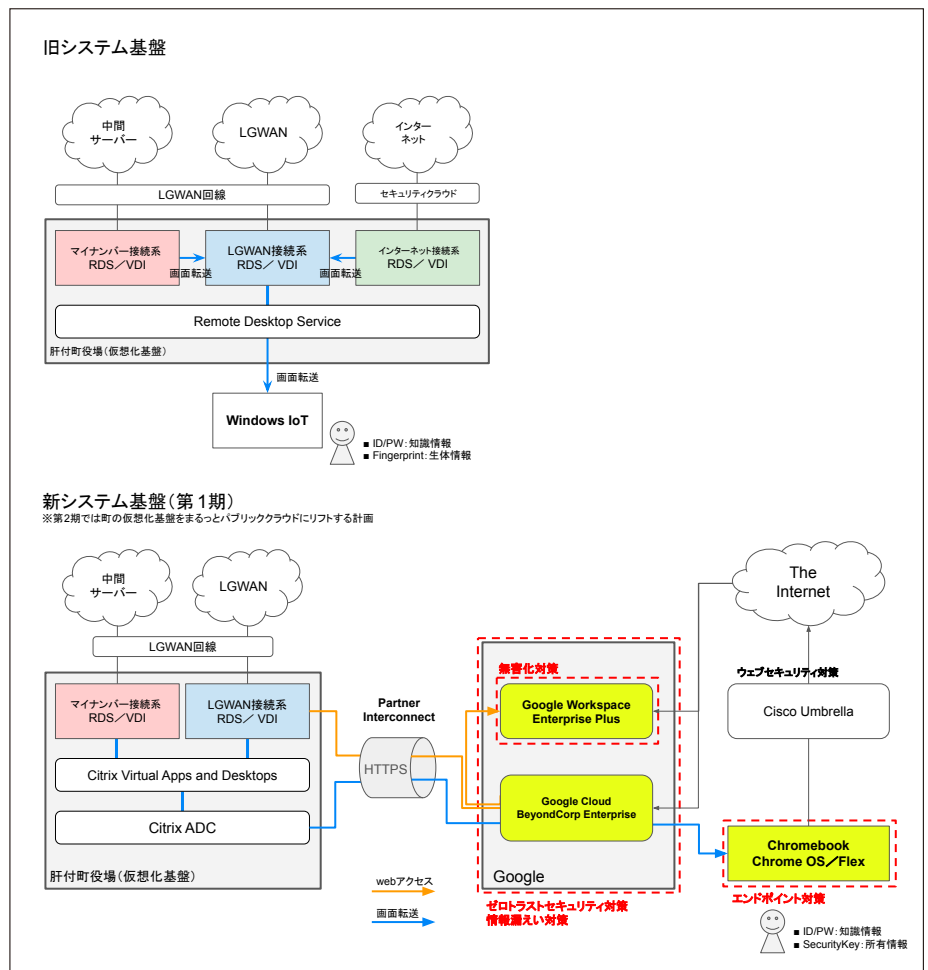 旧システム基盤
中間
サーバー
LGWAN
インター
ネット
LGWAN回線
セキュリティクラウド
マイナンバー接続系
RDS／VDI
LGWAN接続系
RDS／ VDI
インターネット接続系
RDS／ VDI
画面転送
画面転送
Remote Desktop Service
肝付町役場（仮想化基盤）
画面転送
Windows IoT
■ ID/PW：知識情報
■ Fingerprint：生体情報
新システム基盤（第1期）
※第2期では町の仮想化基盤をまるっとパブリッククラウドにリフトする計画
中間
サーバー
LGWAN
The
Internet
LGWAN回線
無害化対策
ウェブセキュリティ対策
マイナンバー接続系
RDS／VDI
LGWAN接続系
RDS／ VDI
Partner
Interconnect
Google Workspace
Enterprise Plus
Cisco Umbrella
Citrix Virtual Apps and Desktops
HTTPS
Google Cloud
BeyondCorp Enterprise
Citrix ADC
Chromebook
Chrome OS／Flex
肝付町役場（仮想化基盤）
Google
webアクセス
エンドポイント対策
ゼロトラストセキュリティ対策
情報漏えい対策
画面転送
■ ID/PW：知識情報
■ SecurityKey：所有情報